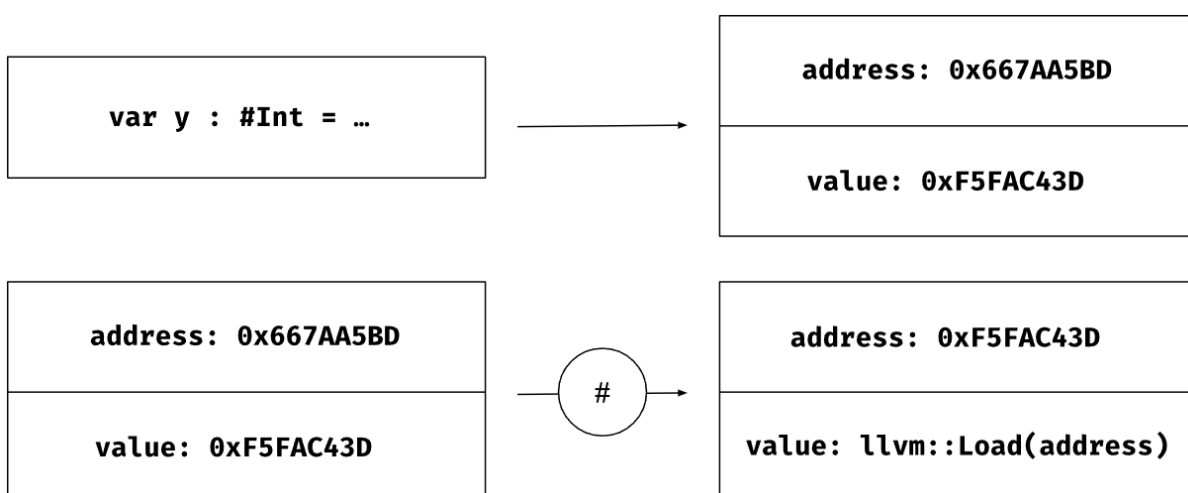 var y : #Int = …
address: 0x667AA5BD
value: 0xF5FAC43D
address: 0x667AA5BD
value: 0xF5FAC43D
#
address: 0xF5FAC43D
value: llvm::Load(address)